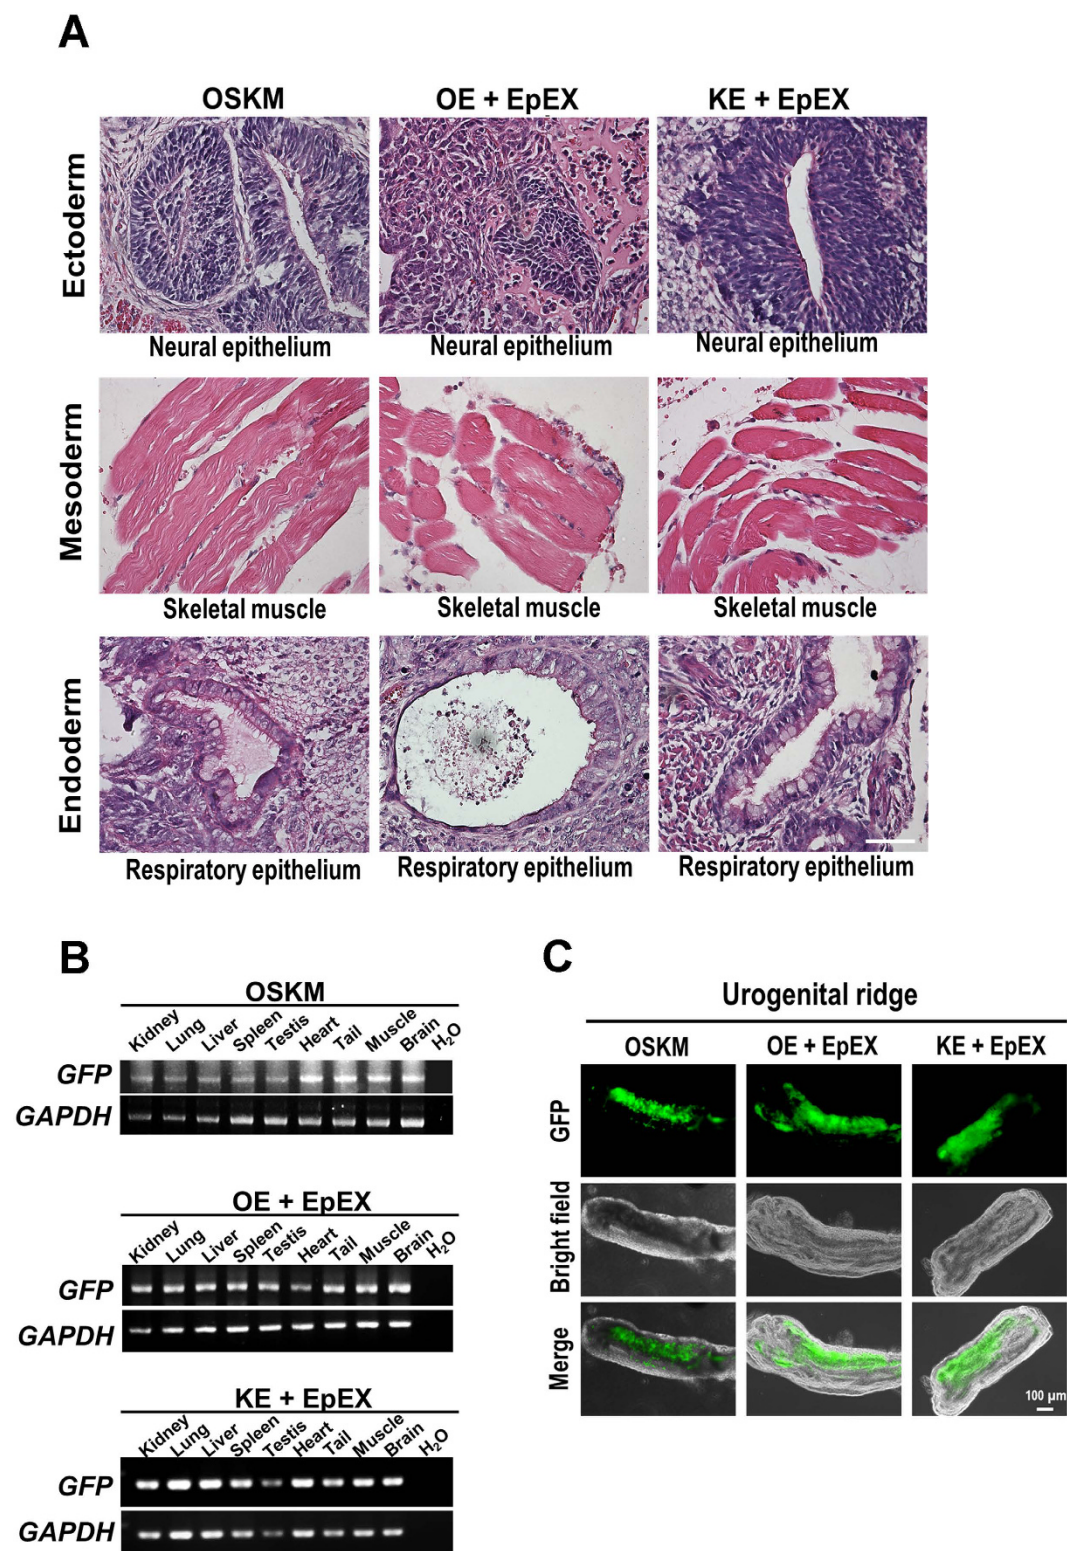 A
OSKM
OE + EpEX
KE + EpEX
Ectoderm
Neural epithelium
Neural epithelium
Neural epithelium
Mesoderm
Skeletal muscle
Skeletal muscle
Skeletal muscle
Endoderm
Respiratory epithelium
Respiratory epithelium
Respiratory epithelium
B
OSKM
Kidney
Lung
Liver
Spleen
Testis
Heart
Tail
Muscle
Brain
H₂O
GFP
GAPDH
OE + EpEX
Kidney
Lung
Liver
Spleen
Testis
Heart
Tail
Muscle
Brain
H₂O
GFP
GAPDH
KE + EpEX
Kidney
Lung
Liver
Spleen
Testis
Heart
Tail
Muscle
Brain
H₂O
GFP
GAPDH
C
Urogenital ridge
OSKM
OE + EpEX
KE + EpEX
GFP
Bright field
Merge
100 µm